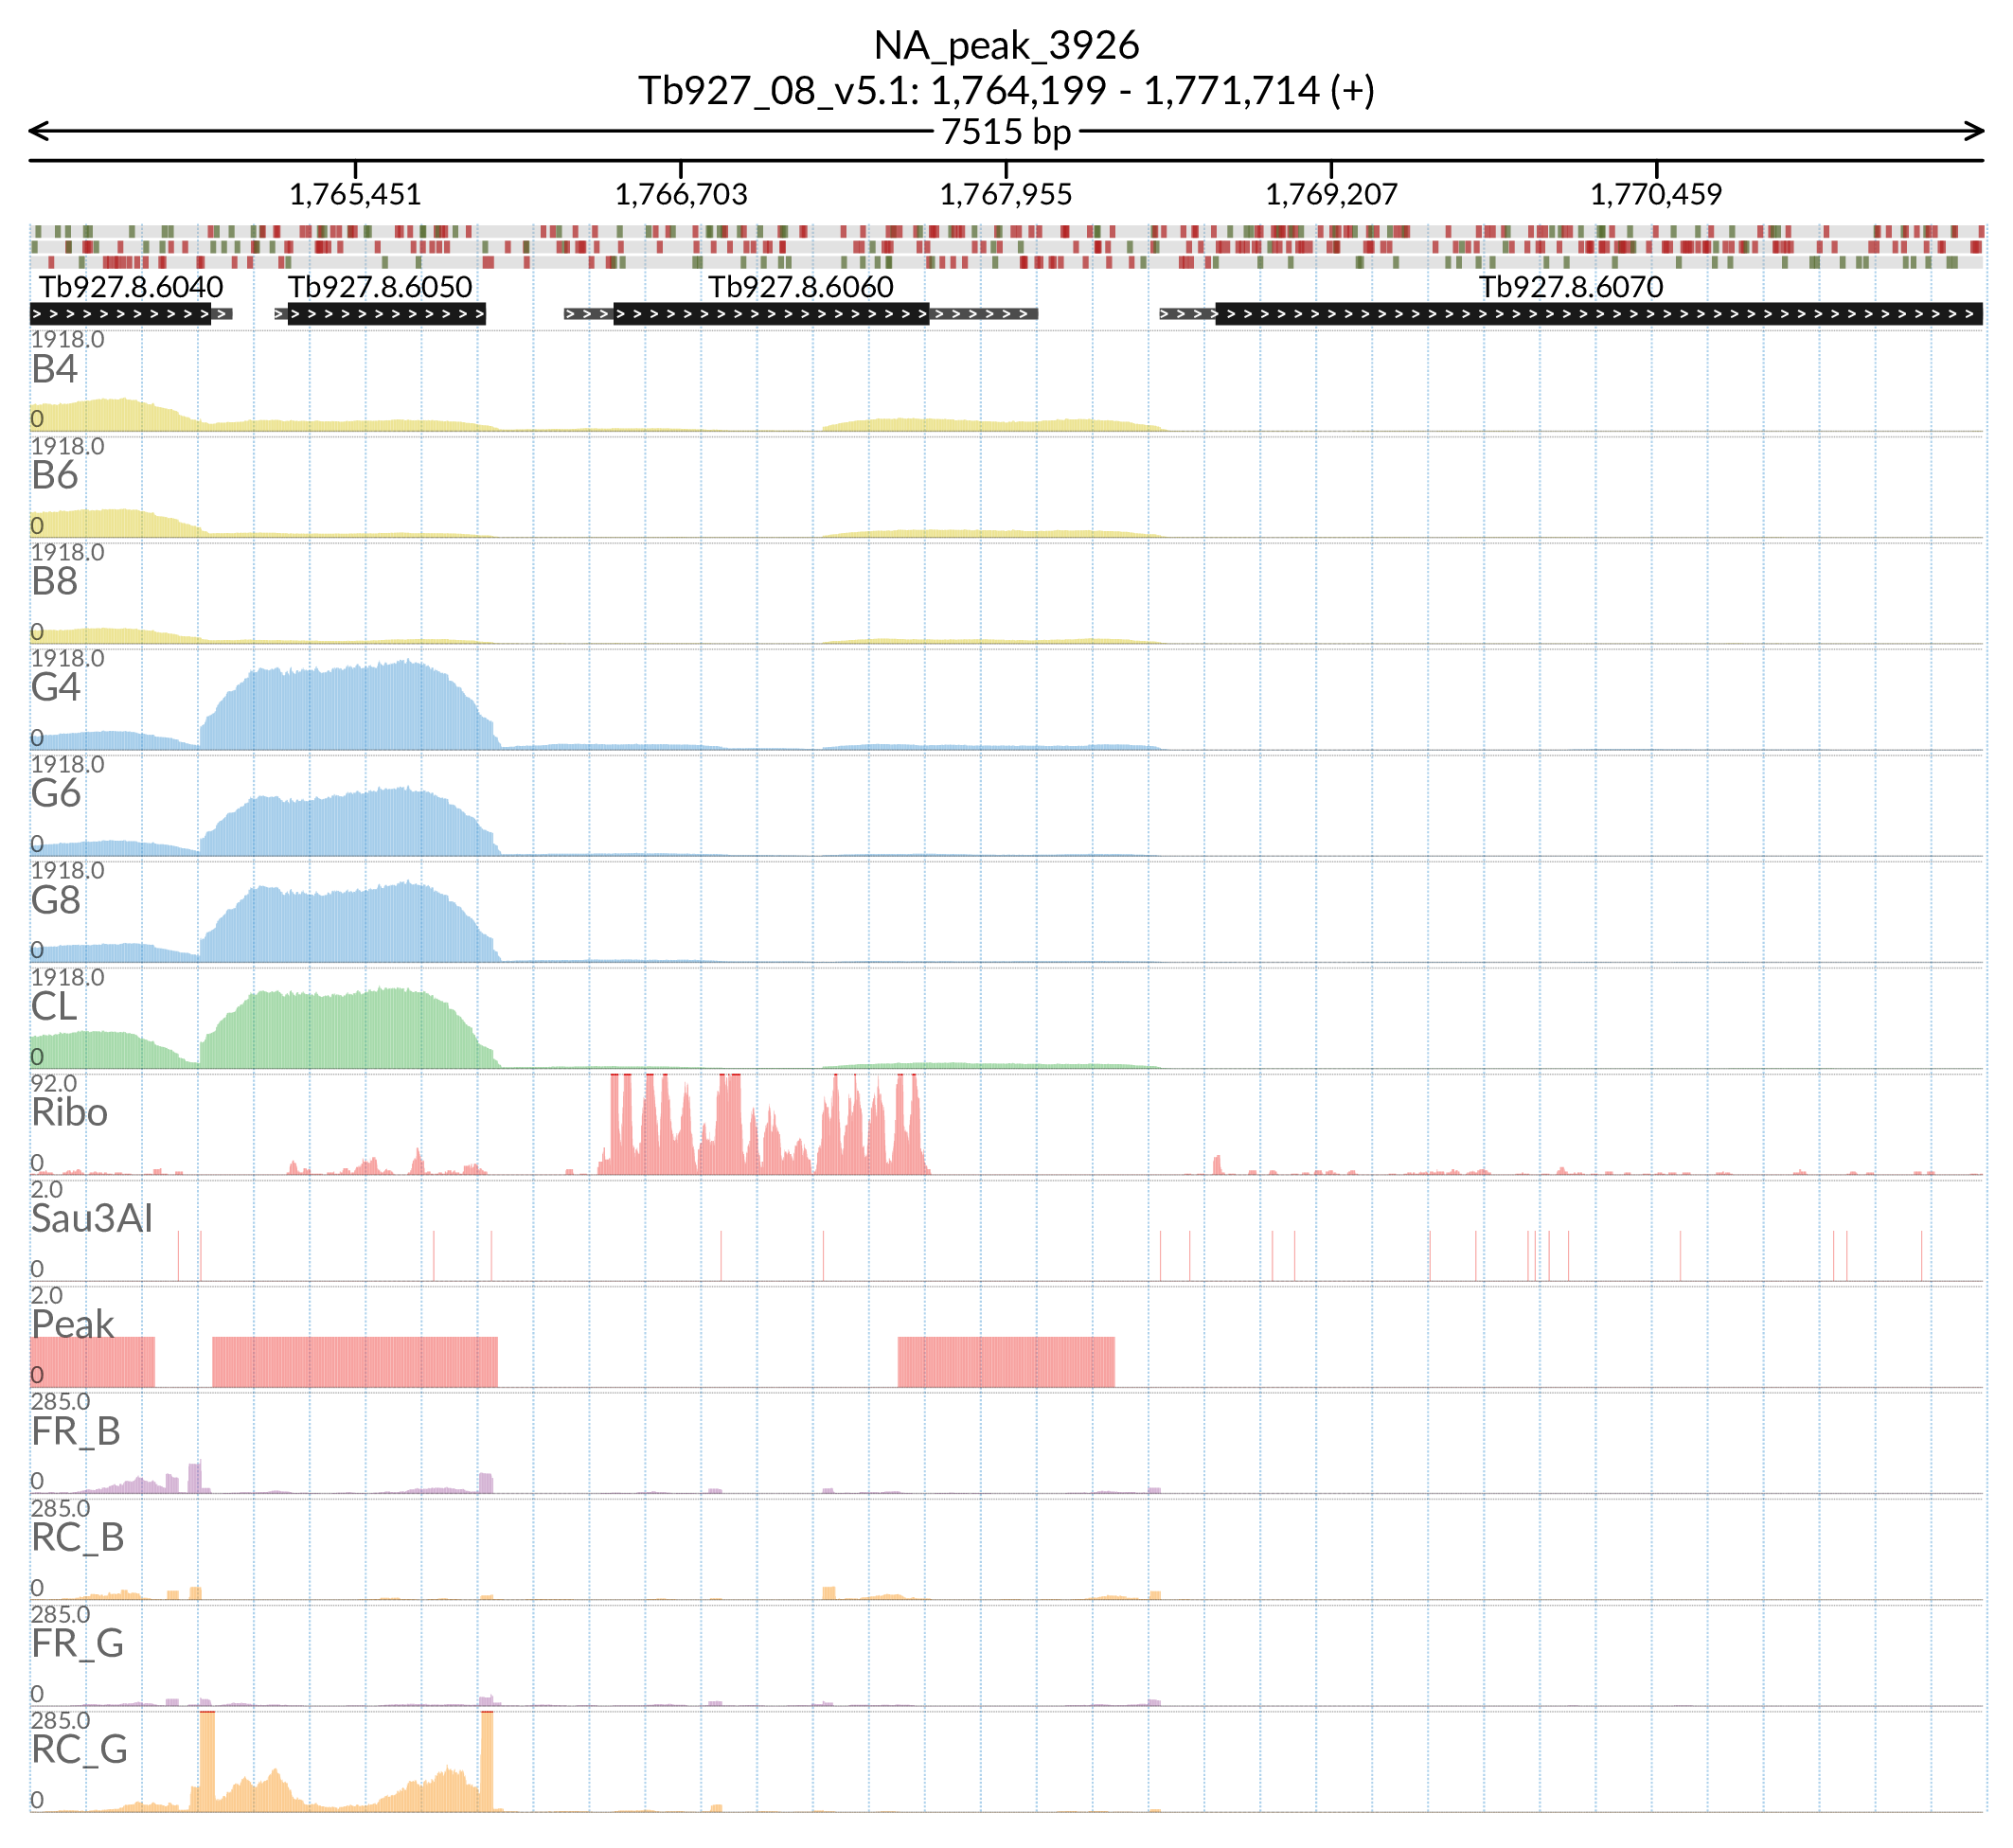 NA_peak_3926
Tb927_08_v5.1: 1,764,199 - 1,771,714 (+)
7515 bp
1,765,451 1,766,703 1,767,955 1,769,207 1,770,459
Tb927.8.6040 Tb927.8.6050 Tb927.8.6060 Tb927.8.6070
1918.0
B4
0
1918.0
B6
0
1918.0
B8
0
1918.0
G4
0
1918.0
G6
0
1918.0
G8
0
1918.0
CL
0
92.0
Ribo
0
2.0
Sau3AI
0
2.0
Peak
0
285.0
FR_B
0
285.0
RC_B
0
285.0
FR_G
0
285.0
RC_G
0